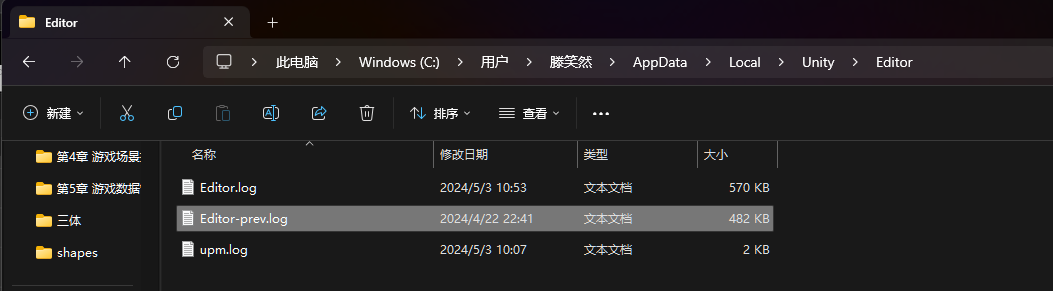 Editor
此电脑 Windows (C:) 用户 滕笑然 AppData Local Unity Editor
新建 排序 查看
名称 修改日期 类型 大小
第4章 游戏场景
Editor.log 2024/5/3 10:53 文本文档 570 KB
第5章 游戏数据
Editor-prev.log 2024/4/22 22:41 文本文档 482 KB
三体
upm.log 2024/5/3 10:07 文本文档 2 KB
shapes